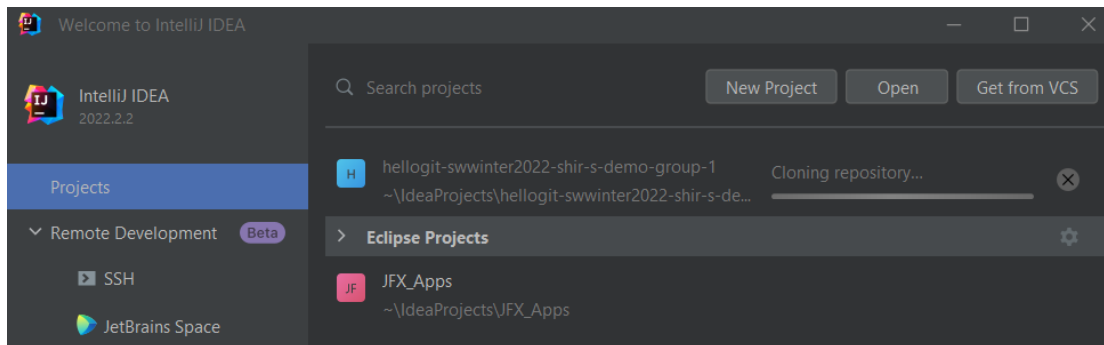 Welcome to IntelliJ IDEA
IJ
IntelliJ IDEA
2022.2.2
Projects
Remote Development Beta
SSH
JetBrains Space
Search projects
New Project
Open
Get from VCS
H
hellogit-swwinter2022-shir-s-demo-group-1
~\IdeaProjects\hellogit-swwinter2022-shir-s-de...
Cloning repository...
Eclipse Projects
JF
JFX_Apps
~\IdeaProjects\JFX_Apps